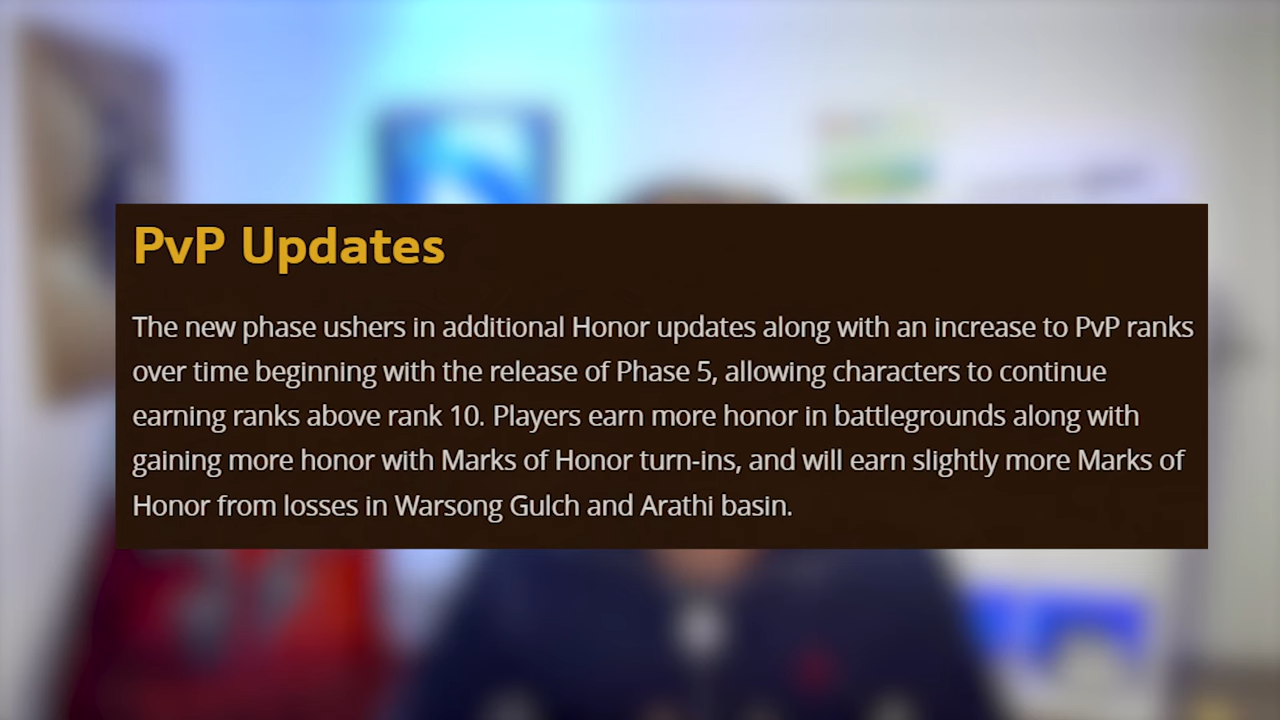 PvP Updates
The new phase ushers in additional Honor updates along with an increase to PvP ranks
over time beginning with the release of Phase 5, allowing characters to continue
earning ranks above rank 10. Players earn more honor in battlegrounds along with
gaining more honor with Marks of Honor turn-ins, and will earn slightly more Marks of
Honor from losses in Warsong Gulch and Arathi basin.